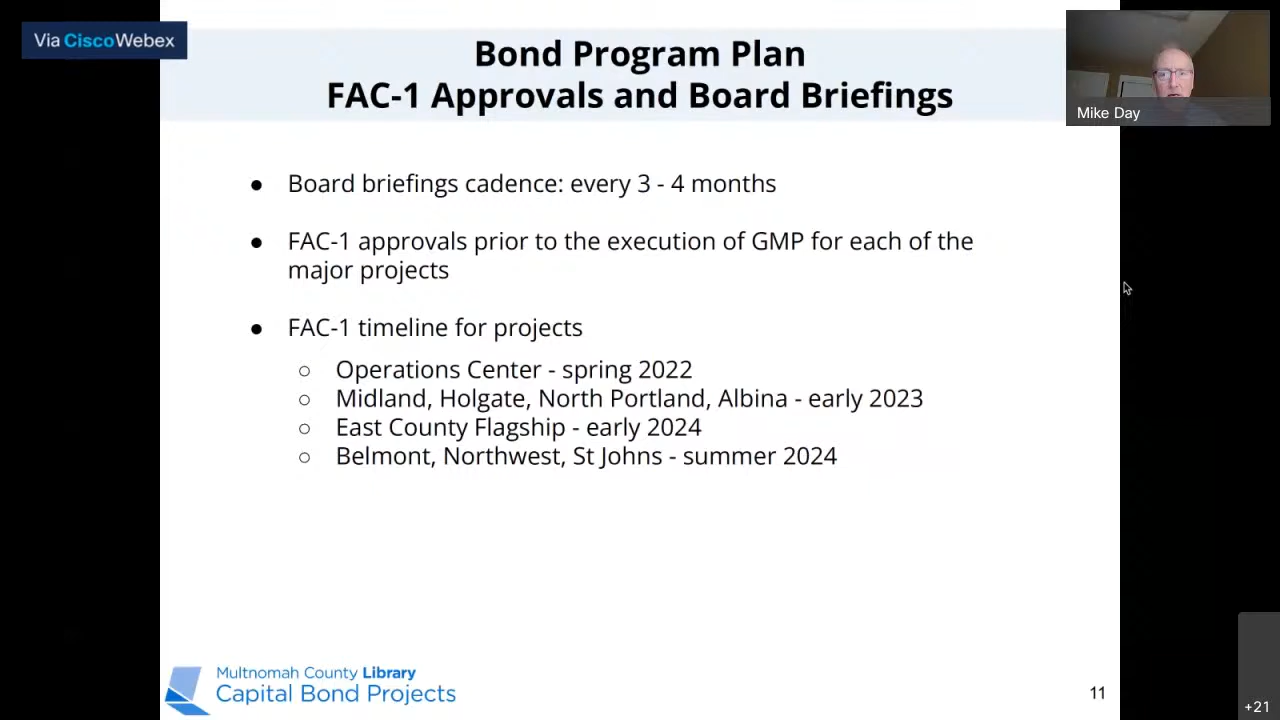 Via CiscoWebex
Bond Program Plan
FAC-1 Approvals and Board Briefings
Mike Day
● Board briefings cadence: every 3 - 4 months
● FAC-1 approvals prior to the execution of GMP for each of the
major projects
● FAC-1 timeline for projects
○ Operations Center - spring 2022
○ Midland, Holgate, North Portland, Albina - early 2023
○ East County Flagship - early 2024
○ Belmont, Northwest, St Johns - summer 2024
Multnomah County Library
Capital Bond Projects
11
+21